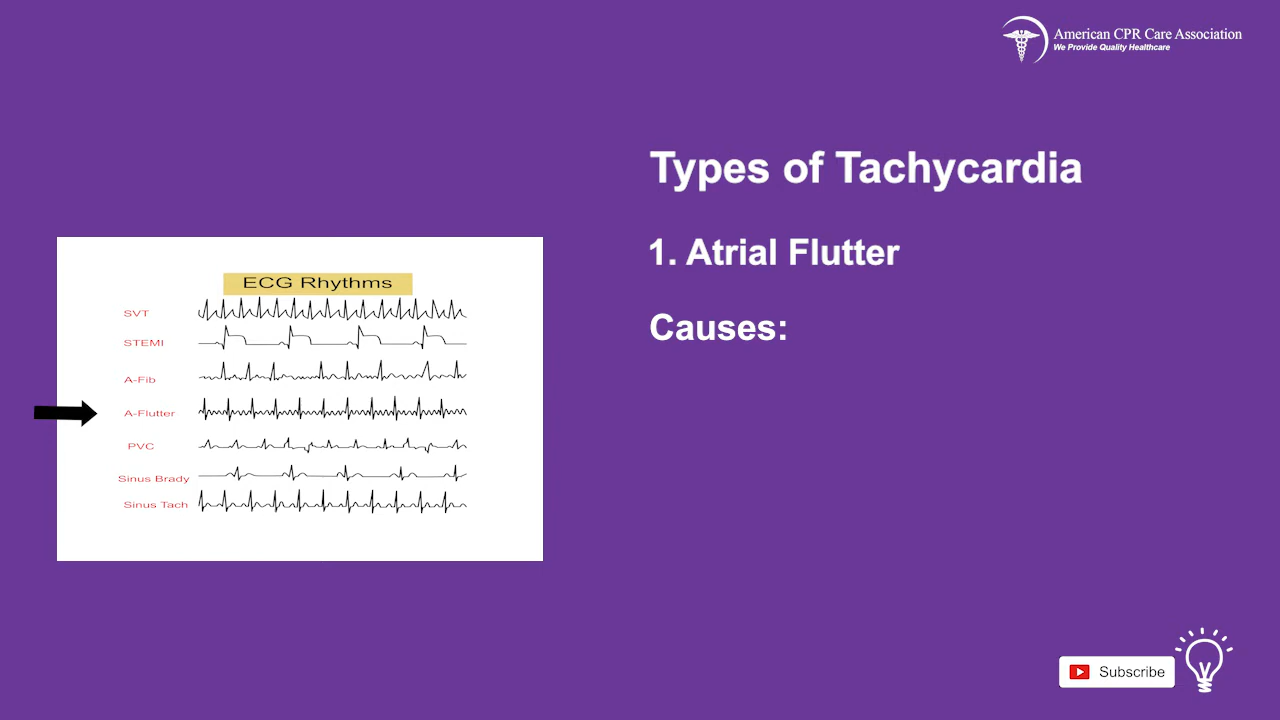 American CPR Care Association
We Provide Quality Healthcare
Types of Tachycardia
1. Atrial Flutter
Causes:
ECG Rhythms
SVT
STEMI
A-Fib
A-Flutter
PVC
Sinus Brady
Sinus Tach
Subscribe